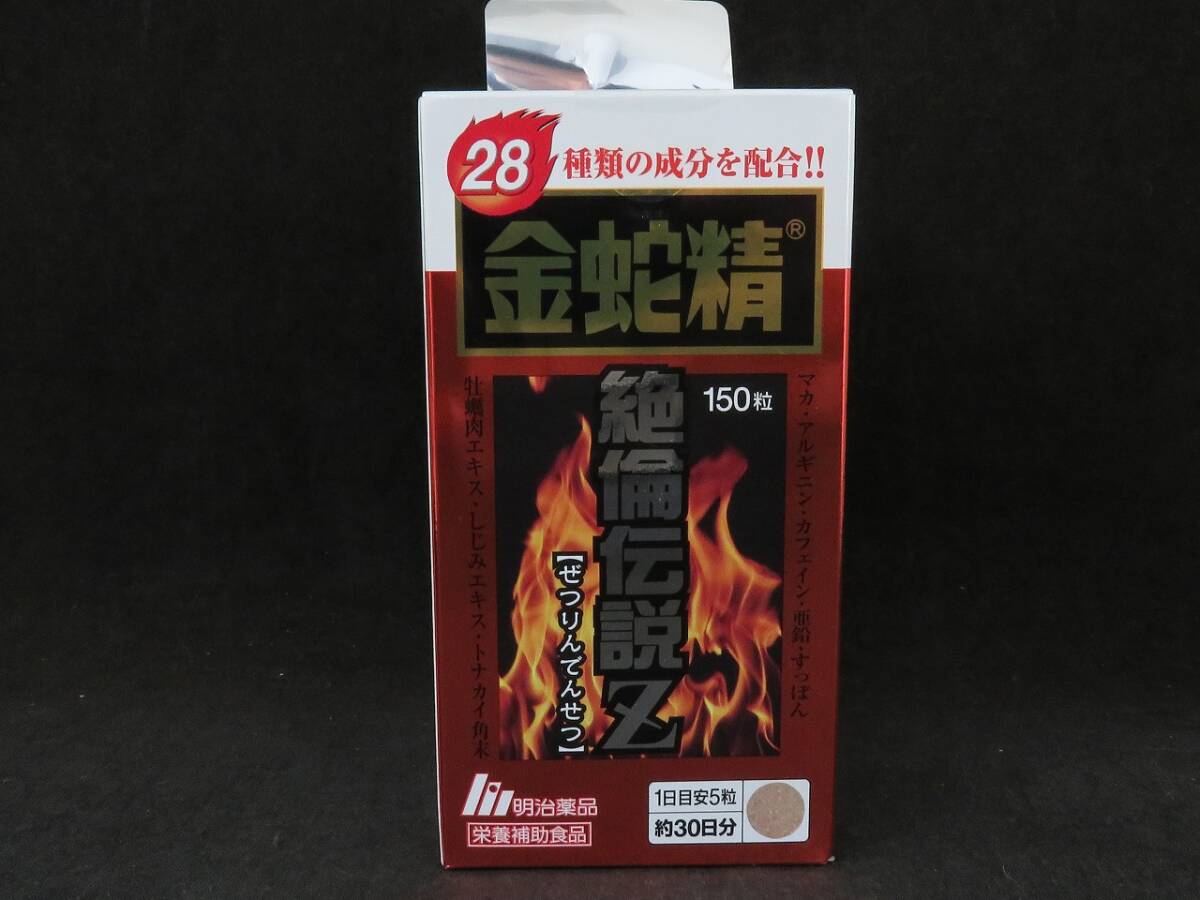 28種類の成分を配合!!
金蛇精®
150粒
絶倫伝説Z
【ぜつりんでんせつ】
マカ・アルギニン・カフェイン・亜鉛・すっぽん
牡蠣肉エキス・しじみエキス・トナカイ角末
明治薬品
栄養補助食品
1日目安5粒
約30日分